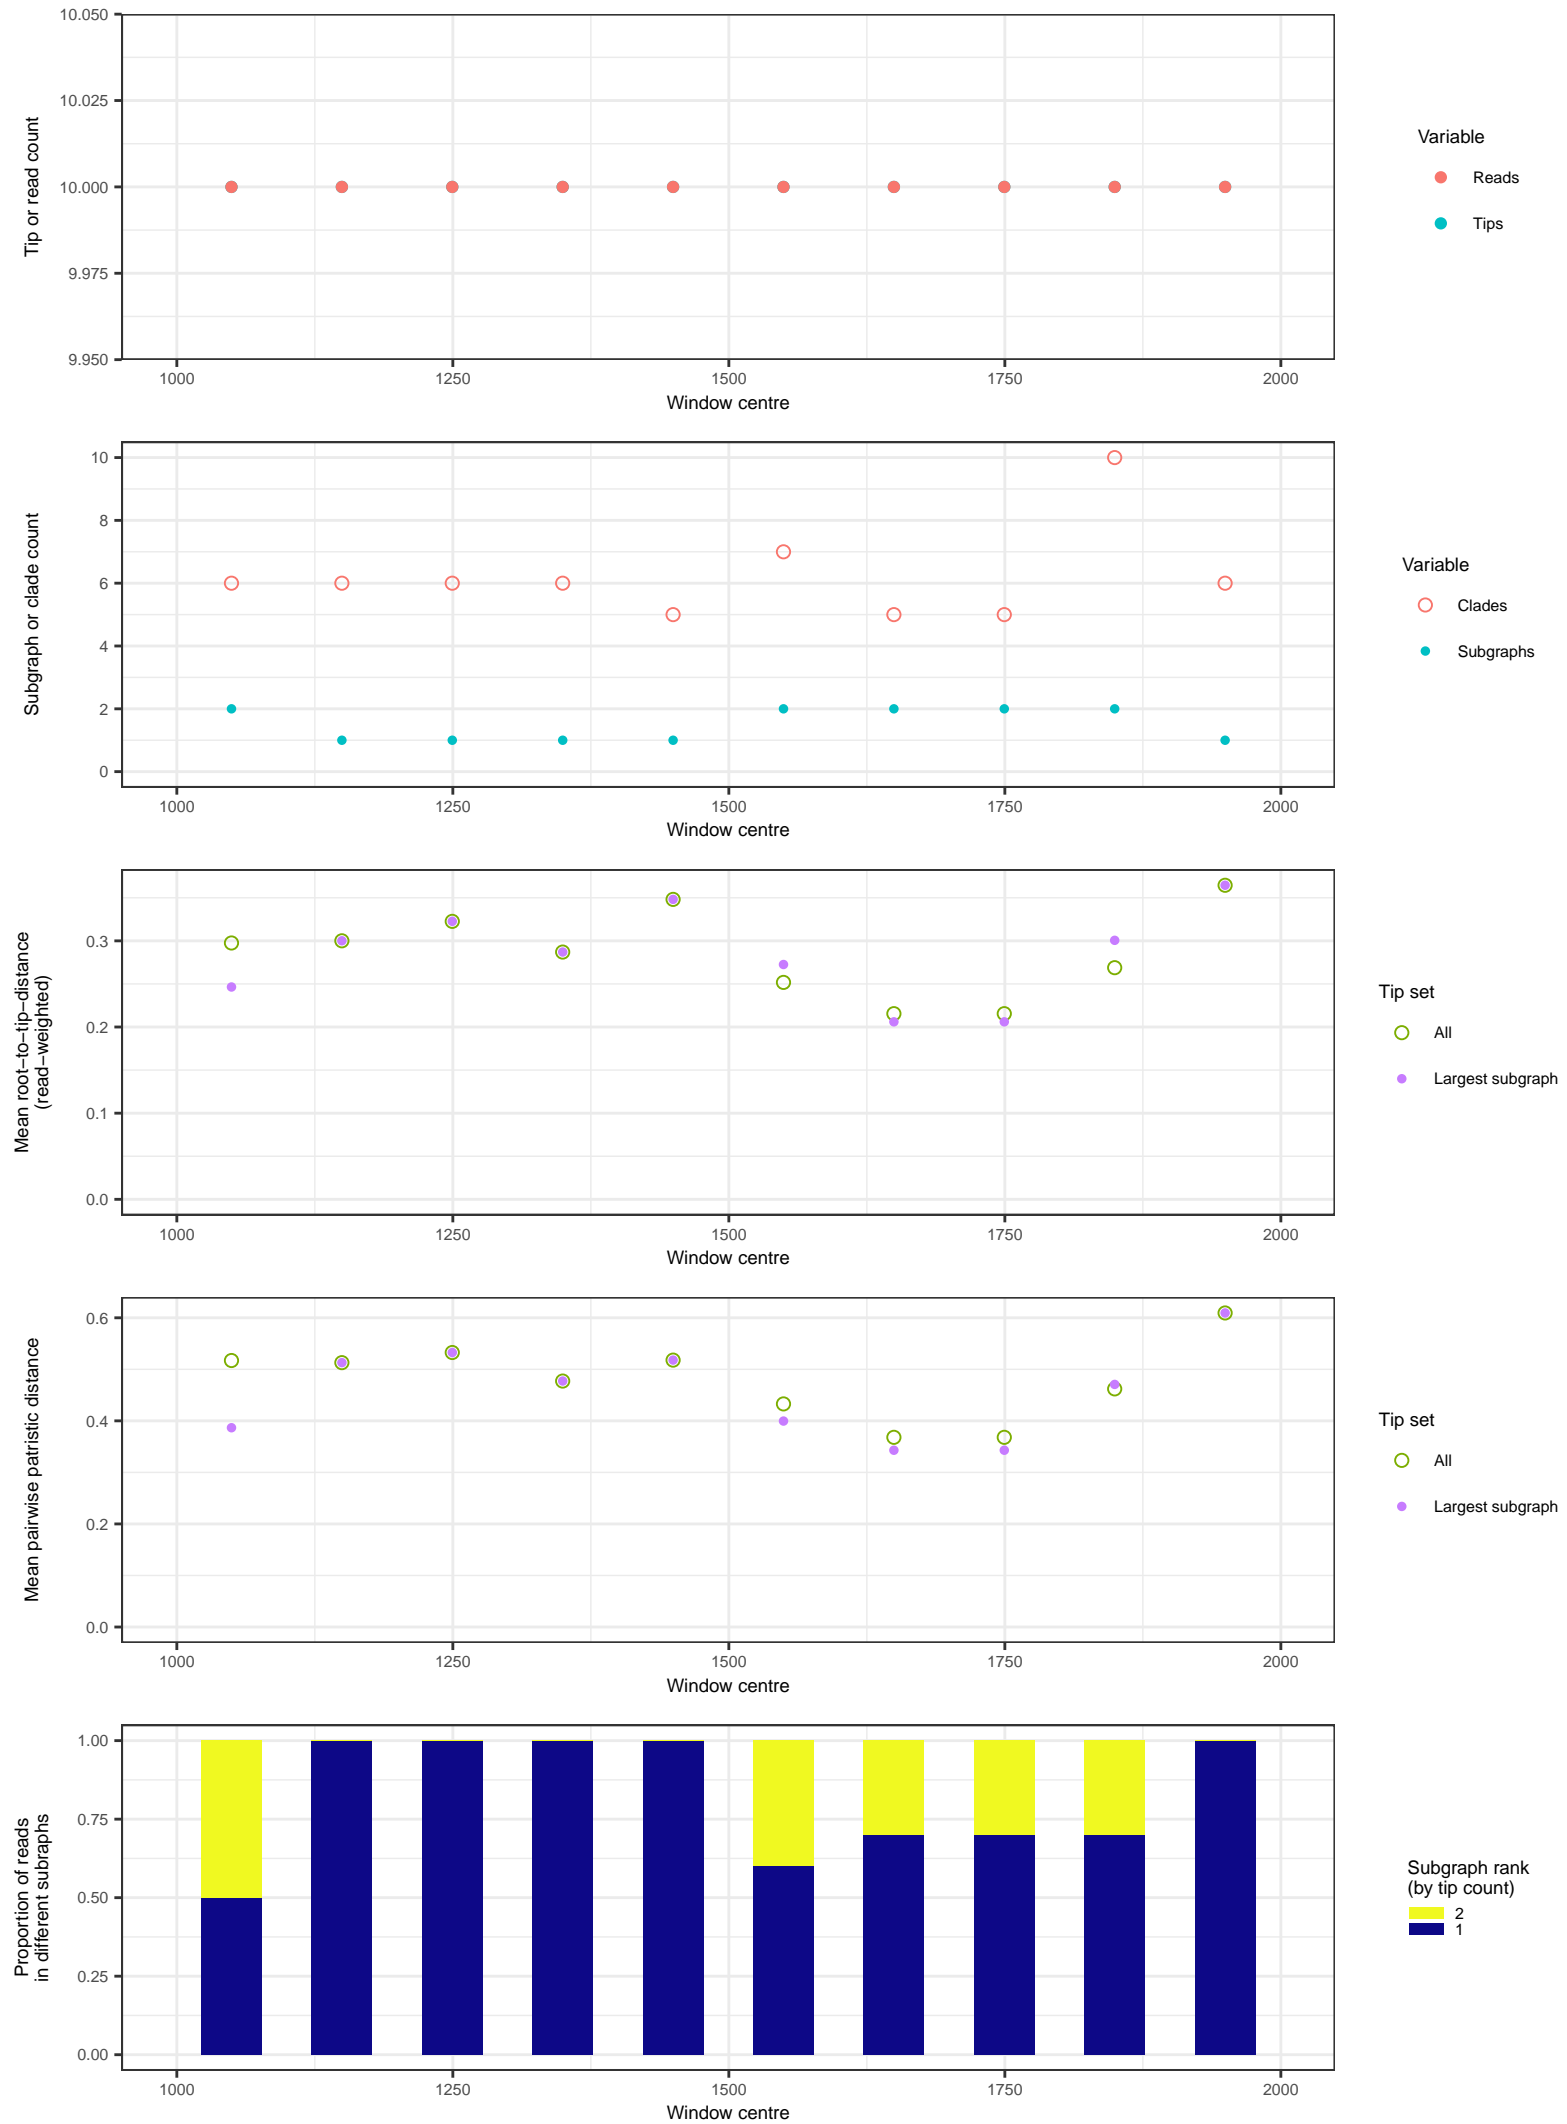 10.050
10.025
10.000
9.975
9.950
Tip or read count
1000 1250 1500 1750 2000
Window centre
Variable
Reads
Tips
10
8
6
4
2
0
Subgraph or clade count
1000 1250 1500 1750 2000
Window centre
Variable
Clades
Subgraphs
0.3
0.2
0.1
0.0
Mean root−to−tip−distance
(read−weighted)
1000 1250 1500 1750 2000
Window centre
Tip set
All
Largest subgraph
0.6
0.4
0.2
0.0
Mean pairwise patristic distance
1000 1250 1500 1750 2000
Window centre
Tip set
All
Largest subgraph
1.00
0.75
0.50
0.25
0.00
Proportion of reads
in different subraphs
1000 1250 1500 1750 2000
Window centre
Subgraph rank
(by tip count)
2
1